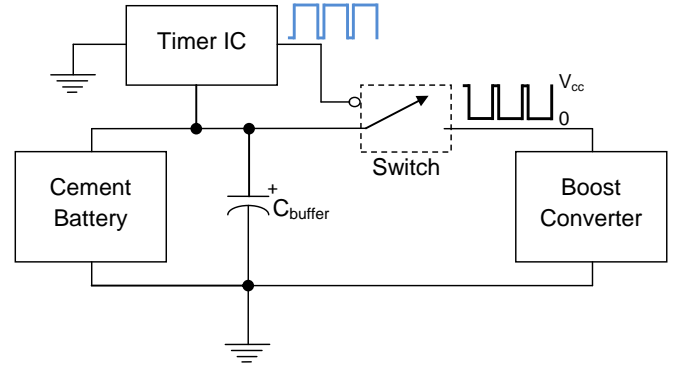 Timer IC
Vcc
0
Switch
Cement
Battery
+
Cbuffer
Boost
Converter